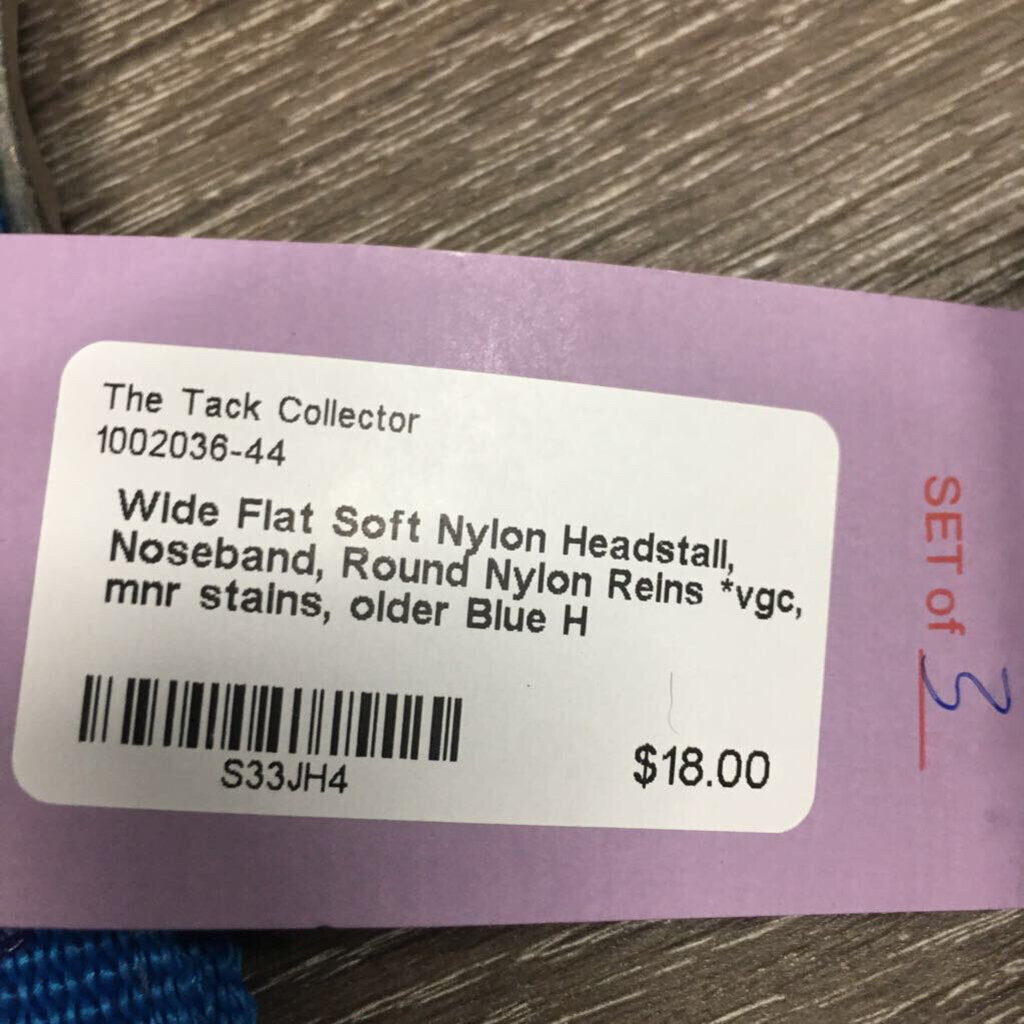 The Tack Collector
1002036-44
WIde Flat Soft Nylon Headstall,
Noseband, Round Nylon Reins *vgc,
mnr stains, older Blue H
S33JH4
$18.00
SET of 3